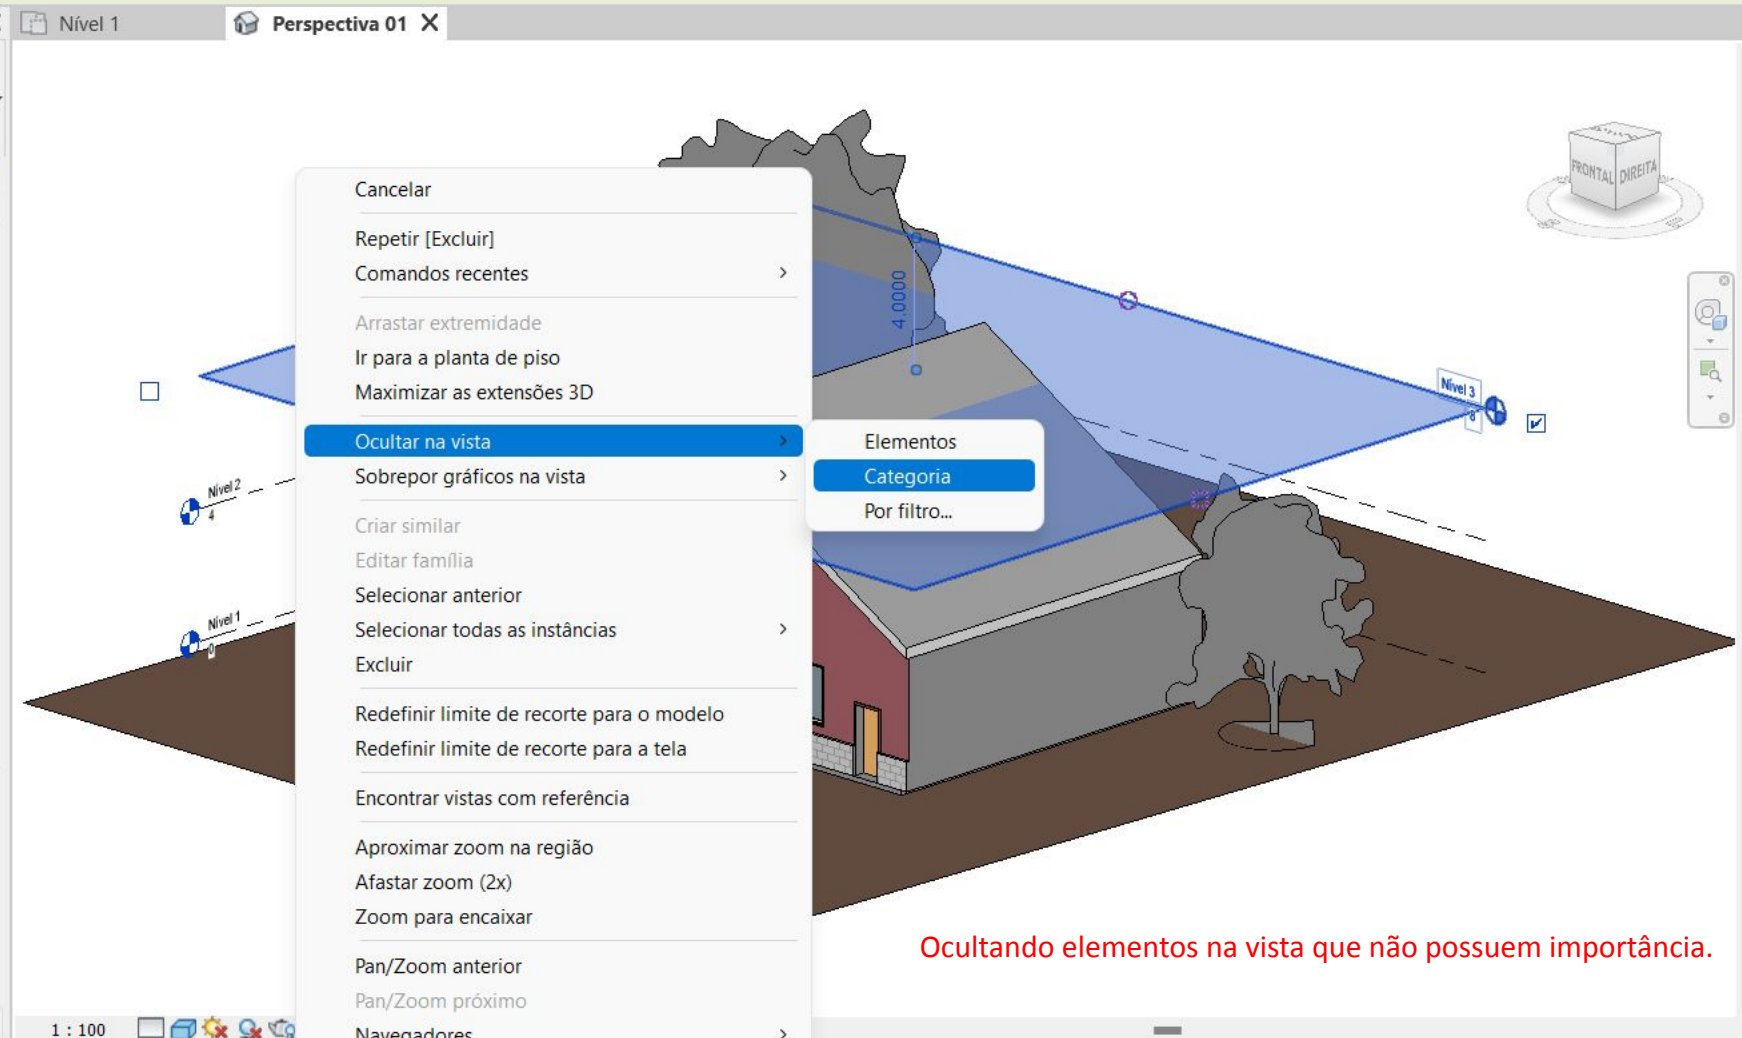 Nível 1
Perspectiva 01 X
FRONTAL DIREITA
Cancelar
Repetir [Excluir]
Comandos recentes
Arrastar extremidade
Ir para a planta de piso
Maximizar as extensões 3D
Ocultar na vista
Sobrepor gráficos na vista
Criar similar
Editar família
Selecionar anterior
Selecionar todas as instâncias
Excluir
Redefinir limite de recorte para o modelo
Redefinir limite de recorte para a tela
Encontrar vistas com referência
Aproximar zoom na região
Afastar zoom (2x)
Zoom para encaixar
Pan/Zoom anterior
Pan/Zoom próximo
Navegadores
Elementos
Categoria
Por filtro...
4.0000
Nível 3
8
Nível 2
4
Nível 1
0
Ocultando elementos na vista que não possuem importância.
1 : 100